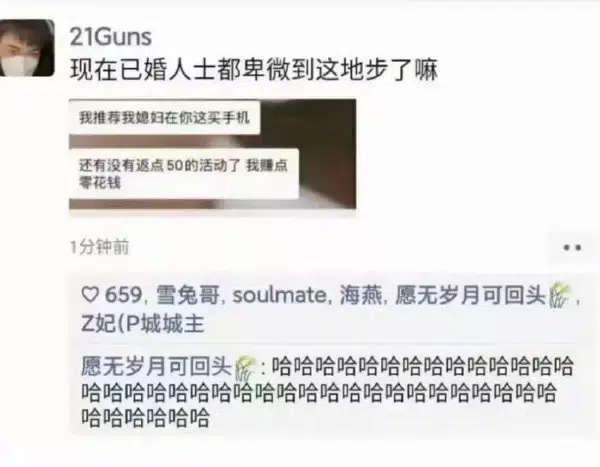 21Guns
现在已婚人士都卑微到这地步了嘛
我推荐我媳妇在你这买手机
还有没有返点50的活动了 我赚点
零花钱
1分钟前
659, 雪兔哥, soulmate, 海燕, 愿无岁月可回头,
Z妃(P城城主
愿无岁月可回头: 哈哈哈哈哈哈哈哈哈哈哈哈哈哈
哈哈哈哈哈哈哈哈哈哈哈哈哈哈哈哈哈哈哈哈哈哈
哈哈哈哈哈哈